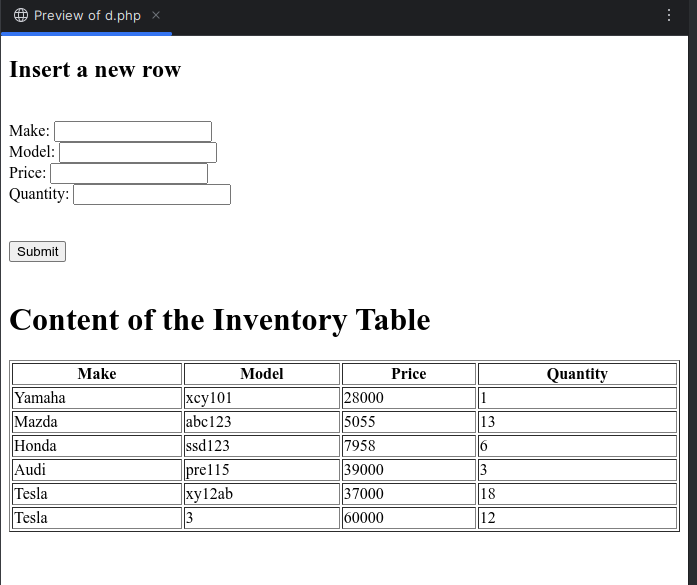 Preview of d.php
Insert a new row
Make:
Model:
Price:
Quantity:
Submit
Content of the Inventory Table
Make Model Price Quantity
Yamaha xcy101 28000 1
Mazda abc123 5055 13
Honda ssd123 7958 6
Audi pre115 39000 3
Tesla xy12ab 37000 18
Tesla 3 60000 12